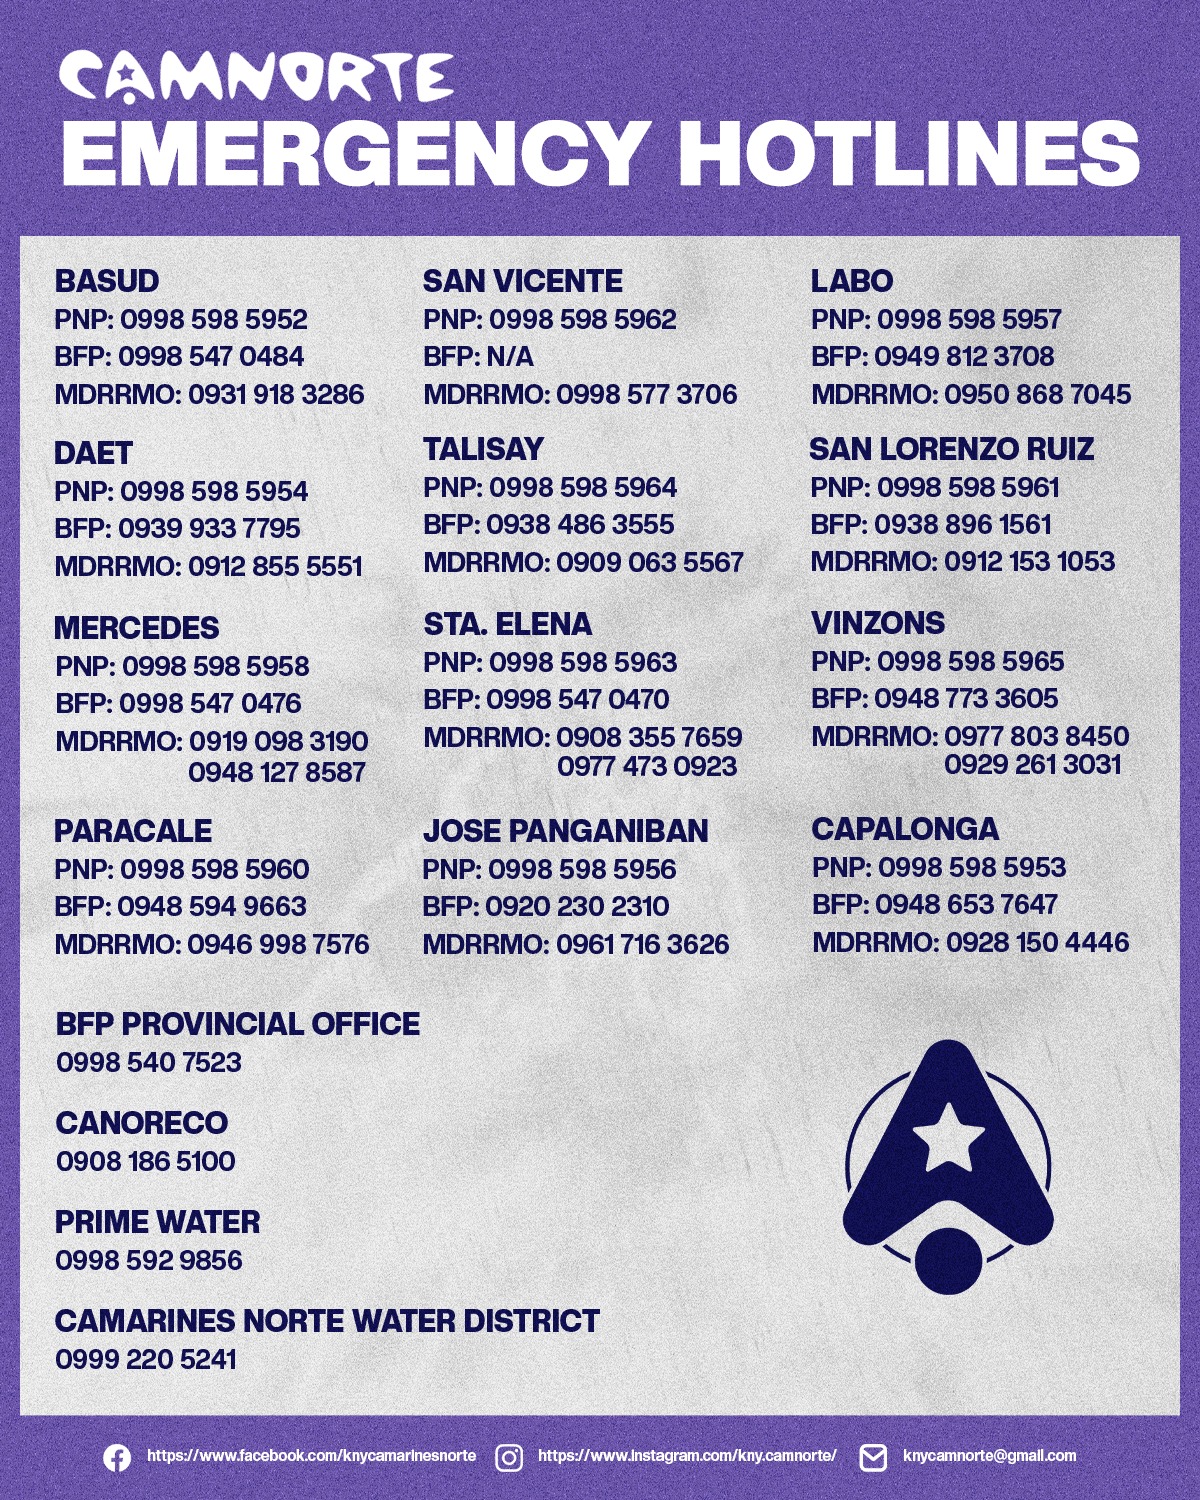 CAMNORTE
EMERGENCY HOTLINES
BASUD
PNP: 0998 598 5952
BFP: 0998 547 0484
MDRRMO: 0931 918 3286
SAN VICENTE
PNP: 0998 598 5962
BFP: N/A
MDRRMO: 0998 577 3706
LABO
PNP: 0998 598 5957
BFP: 0949 812 3708
MDRRMO: 0950 868 7045
DAET
PNP: 0998 598 5954
BFP: 0939 933 7795
MDRRMO: 0912 855 5551
TALISAY
PNP: 0998 598 5964
BFP: 0938 486 3555
MDRRMO: 0909 063 5567
SAN LORENZO RUIZ
PNP: 0998 598 5961
BFP: 0938 896 1561
MDRRMO: 0912 153 1053
MERCEDES
PNP: 0998 598 5958
BFP: 0998 547 0476
MDRRMO: 0919 098 3190
0948 127 8587
STA. ELENA
PNP: 0998 598 5963
BFP: 0998 547 0470
MDRRMO: 0908 355 7659
0977 473 0923
VINZONS
PNP: 0998 598 5965
BFP: 0948 773 3605
MDRRMO: 0977 803 8450
0929 261 3031
PARACALE
PNP: 0998 598 5960
BFP: 0948 594 9663
MDRRMO: 0946 998 7576
JOSE PANGANIBAN
PNP: 0998 598 5956
BFP: 0920 230 2310
MDRRMO: 0961 716 3626
CAPALONGA
PNP: 0998 598 5953
BFP: 0948 653 7647
MDRRMO: 0928 150 4446
BFP PROVINCIAL OFFICE
0998 540 7523
CANORECO
0908 186 5100
PRIME WATER
0998 592 9856
CAMARINES NORTE WATER DISTRICT
0999 220 5241
https://www.facebook.com/knycamarinesnorte
https://www.instagram.com/kny.camnorte/
knycamnorte@gmail.com